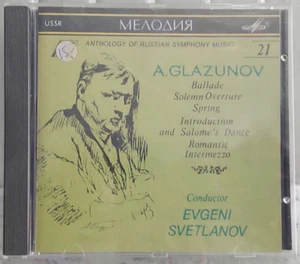 USSR
МЕЛОДИЯ
ANTHOLOGY OF RUSSIAN SYMPHONY MUSIC
21
A.GLAZUNOV
Ballade
Solemn Overture
Spring
Introduction
and Salome's Dance
Romantic
Intermezzo
Conductor
EVGENI
SVETLANOV